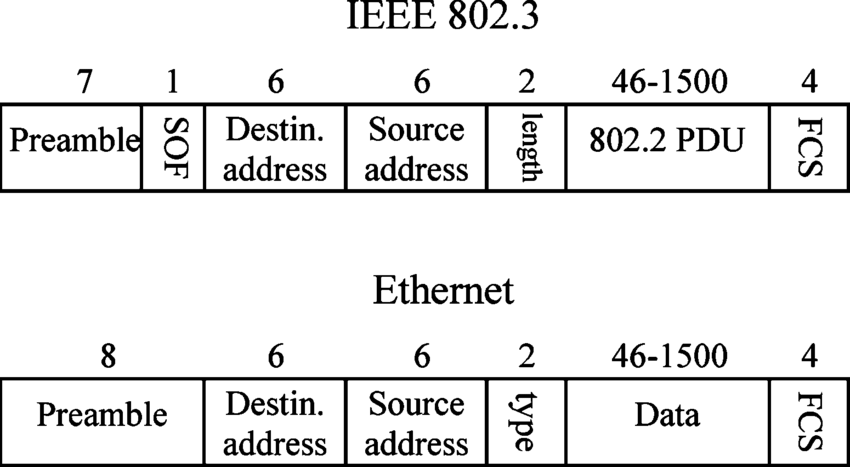 IEEE 802.3
7 1 6 6 2 46-1500 4
Preamble SOF Destin. address Source address length 802.2 PDU FCS
Ethernet
8 6 6 2 46-1500 4
Preamble Destin. address Source address type Data FCS